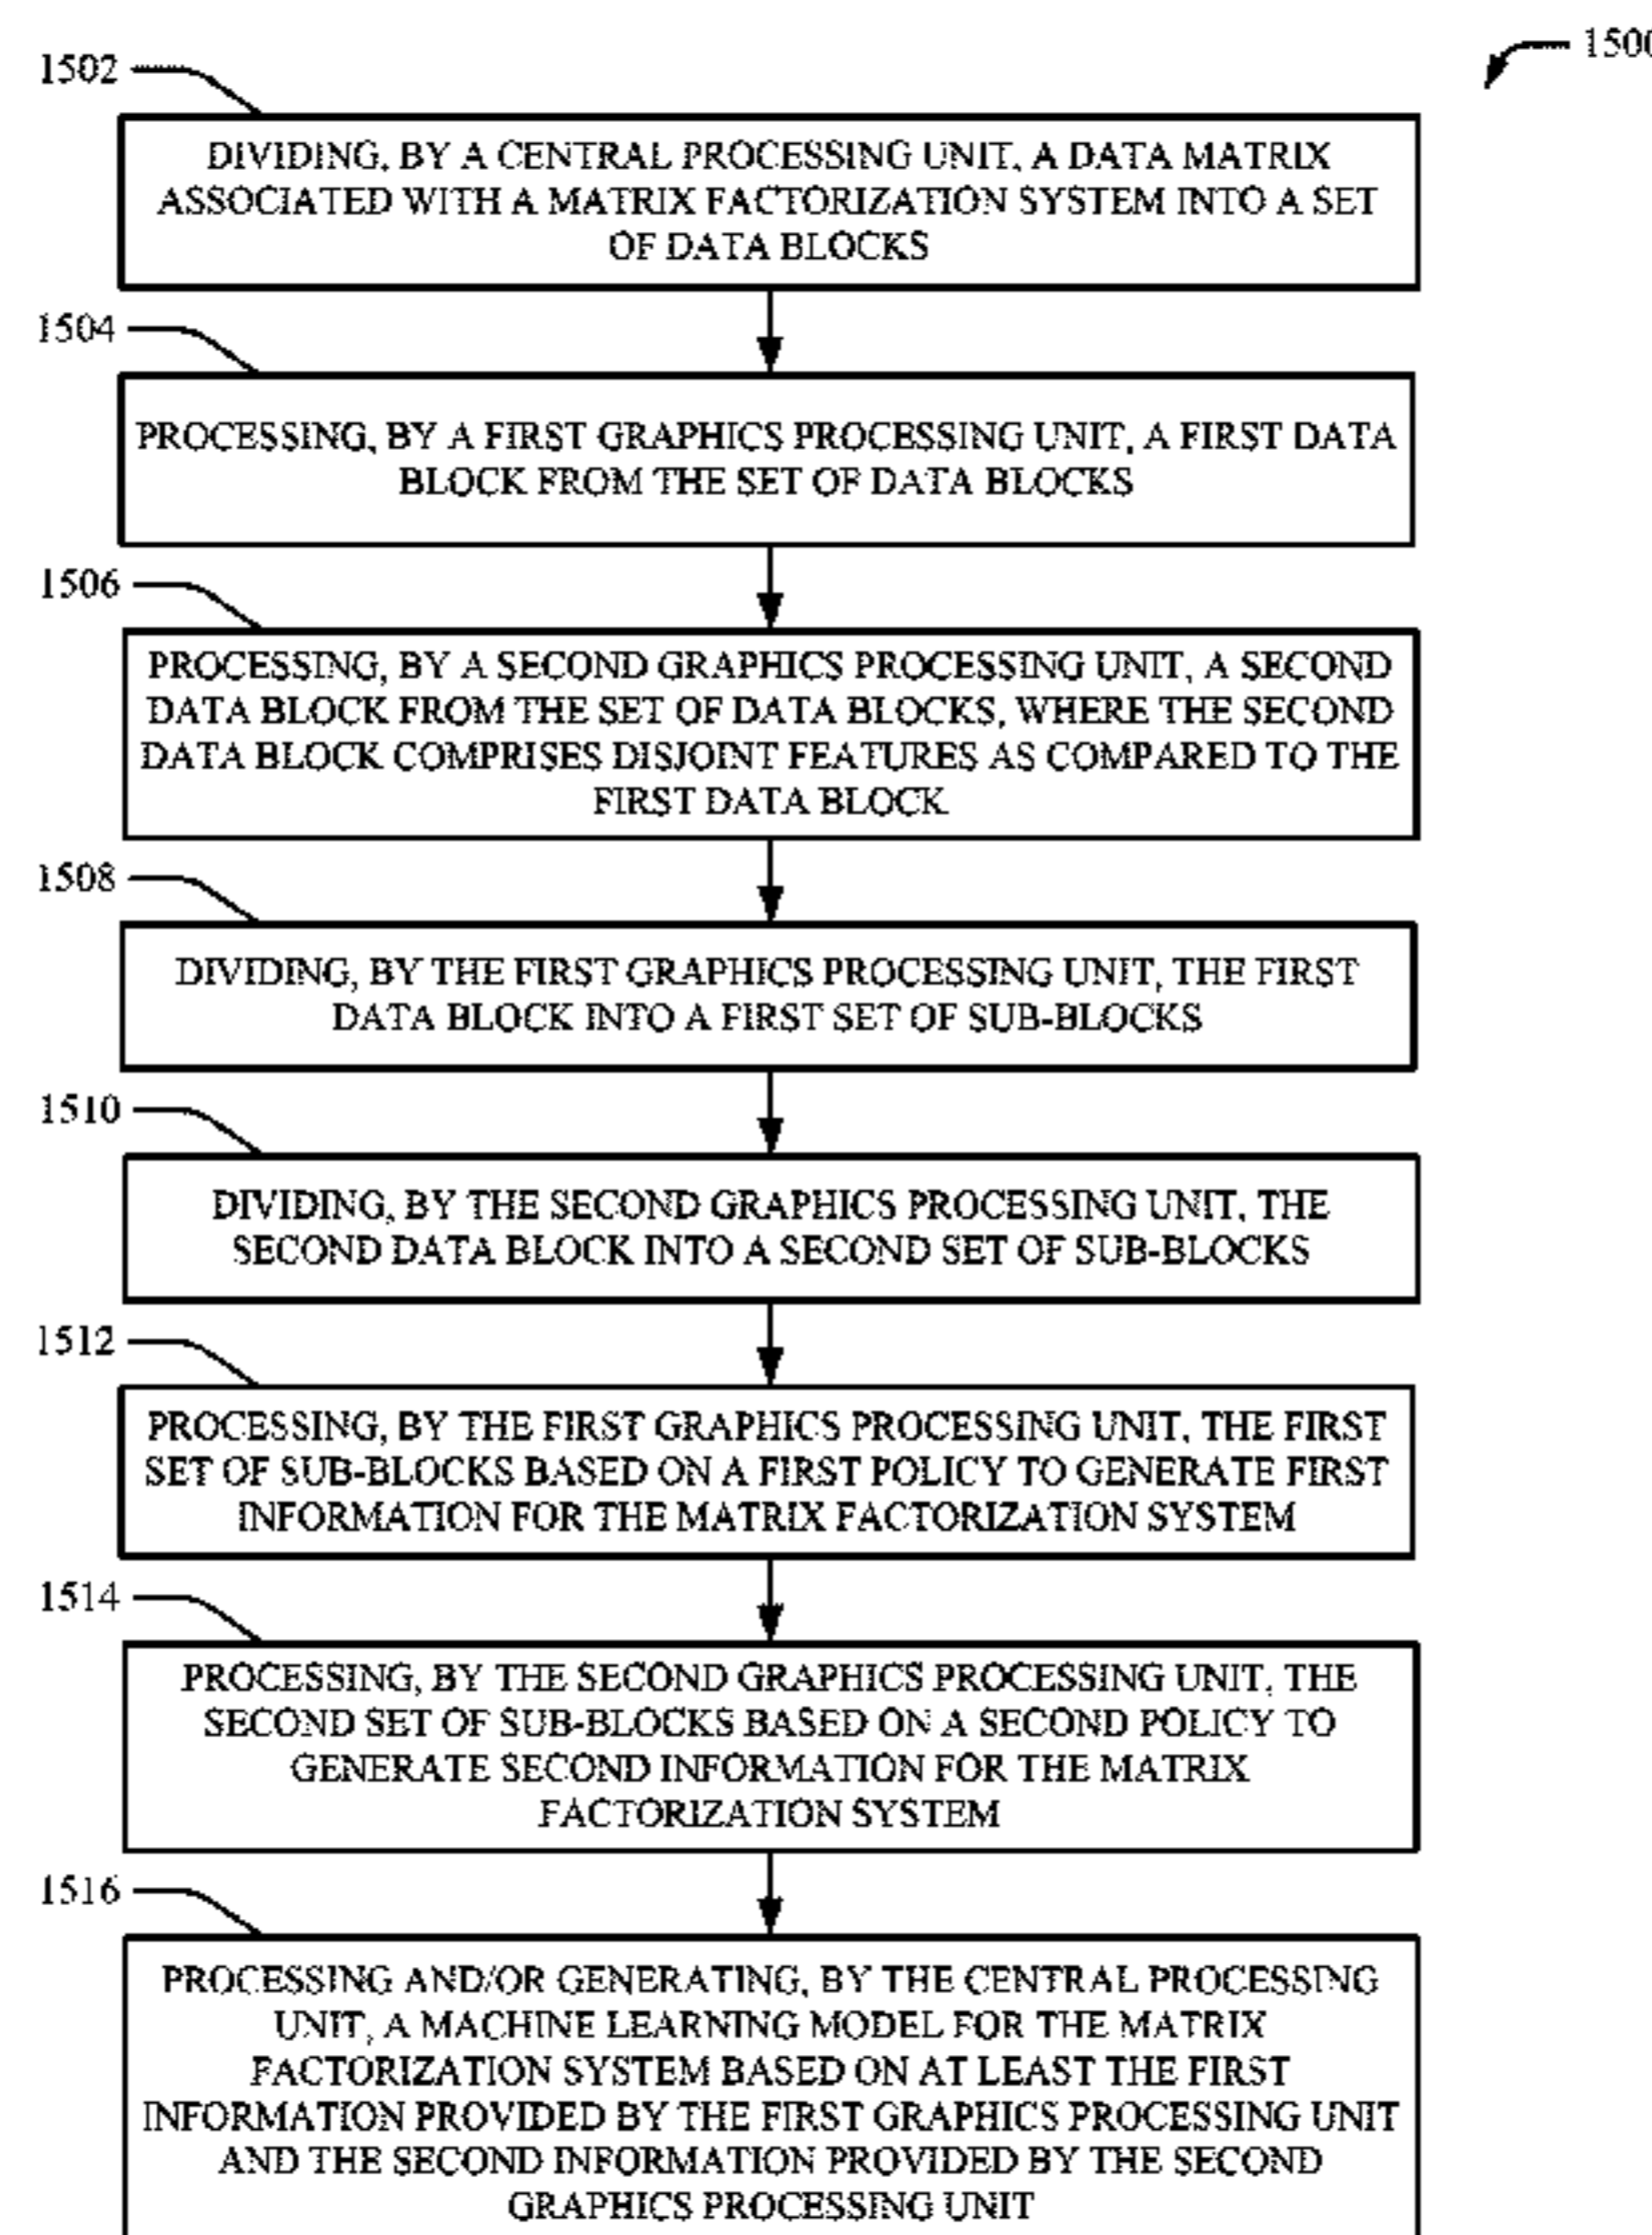 1500
1502
DIVIDING, BY A CENTRAL PROCESSING UNIT, A DATA MATRIX
ASSOCIATED WITH A MATRIX FACTORIZATION SYSTEM INTO A SET
OF DATA BLOCKS
1504
PROCESSING, BY A FIRST GRAPHICS PROCESSING UNIT, A FIRST DATA
BLOCK FROM THE SET OF DATA BLOCKS
1506
PROCESSING, BY A SECOND GRAPHICS PROCESSING UNIT, A SECOND
DATA BLOCK FROM THE SET OF DATA BLOCKS, WHERE THE SECOND
DATA BLOCK COMPRISES DISJOINT FEATURES AS COMPARED TO THE
FIRST DATA BLOCK
1508
DIVIDING, BY THE FIRST GRAPHICS PROCESSING UNIT, THE FIRST
DATA BLOCK INTO A FIRST SET OF SUB-BLOCKS
1510
DIVIDING, BY THE SECOND GRAPHICS PROCESSING UNIT, THE
SECOND DATA BLOCK INTO A SECOND SET OF SUB-BLOCKS
1512
PROCESSING, BY THE FIRST GRAPHICS PROCESSING UNIT, THE FIRST
SET OF SUB-BLOCKS BASED ON A FIRST POLICY TO GENERATE FIRST
INFORMATION FOR THE MATRIX FACTORIZATION SYSTEM
1514
PROCESSING, BY THE SECOND GRAPHICS PROCESSING UNIT, THE
SECOND SET OF SUB-BLOCKS BASED ON A SECOND POLICY TO
GENERATE SECOND INFORMATION FOR THE MATRIX
FACTORIZATION SYSTEM
1516
PROCESSING AND/OR GENERATING, BY THE CENTRAL PROCESSING
UNIT, A MACHINE LEARNING MODEL FOR THE MATRIX
FACTORIZATION SYSTEM BASED ON AT LEAST THE FIRST
INFORMATION PROVIDED BY THE FIRST GRAPHICS PROCESSING UNIT
AND THE SECOND INFORMATION PROVIDED BY THE SECOND
GRAPHICS PROCESSING UNIT